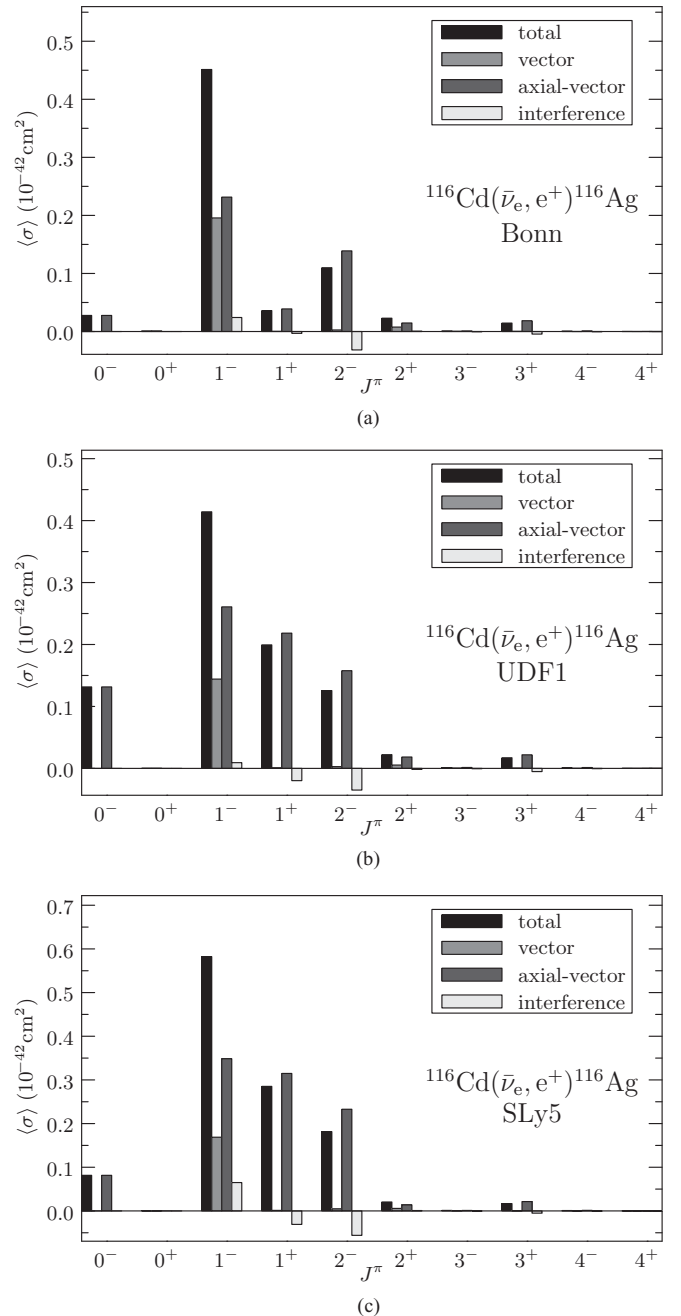 0.5
0.4
0.3
0.2
0.1
0.0
⟨σ⟩ (10⁻⁴²cm²)
total
vector
axial-vector
interference
¹¹⁶Cd(ν̄ₑ, e⁺)¹¹⁶Ag
Bonn
0⁻ 0⁺ 1⁻ 1⁺ 2⁻ 2⁺ 3⁻ 3⁺ 4⁻ 4⁺
J^π
(a)
0.5
0.4
0.3
0.2
0.1
0.0
⟨σ⟩ (10⁻⁴²cm²)
total
vector
axial-vector
interference
¹¹⁶Cd(ν̄ₑ, e⁺)¹¹⁶Ag
UDF1
0⁻ 0⁺ 1⁻ 1⁺ 2⁻ 2⁺ 3⁻ 3⁺ 4⁻ 4⁺
J^π
(b)
0.7
0.6
0.5
0.4
0.3
0.2
0.1
0.0
⟨σ⟩ (10⁻⁴²cm²)
total
vector
axial-vector
interference
¹¹⁶Cd(ν̄ₑ, e⁺)¹¹⁶Ag
SLy5
0⁻ 0⁺ 1⁻ 1⁺ 2⁻ 2⁺ 3⁻ 3⁺ 4⁻ 4⁺
J^π
(c)